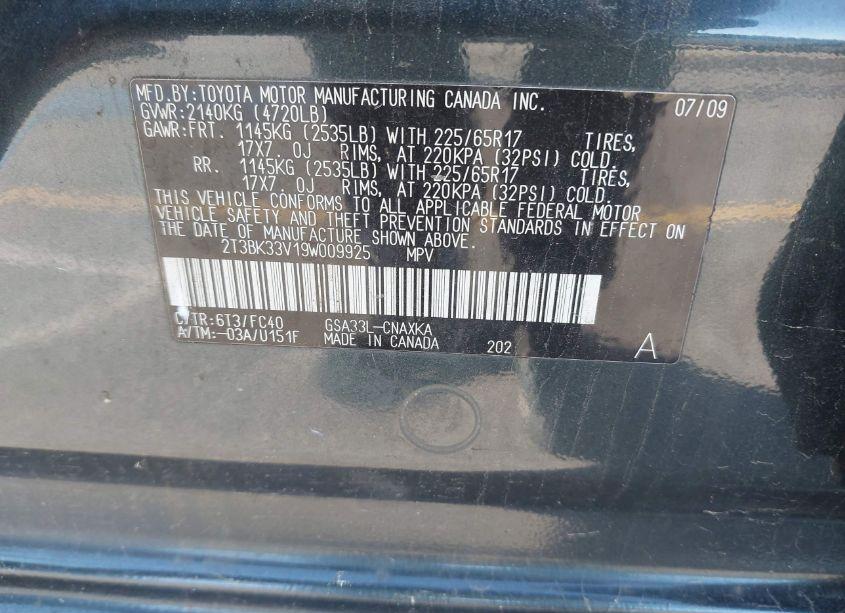 MFD.BY:TOYOTA MOTOR MANUFACTURING CANADA INC. 07/09
GVWR:2140KG (4720LB)
GAWR:FRT. 1145KG (2535LB) WITH 225/65R17 TIRES,
17X7.0J RIMS, AT 220KPA (32PSI) COLD.
RR. 1145KG (2535LB) WITH 225/65R17 TIRES,
17X7.0J RIMS, AT 220KPA (32PSI) COLD.
THIS VEHICLE CONFORMS TO ALL APPLICABLE FEDERAL MOTOR
VEHICLE SAFETY AND THEFT PREVENTION STANDARDS IN EFFECT ON
THE DATE OF MANUFACTURE SHOWN ABOVE.
2T3BK33V19W009925 MPV
C/TR:6T3/FC40 GSA33L-CNAXKA
A/TM:-03A/U151F MADE IN CANADA 202 A